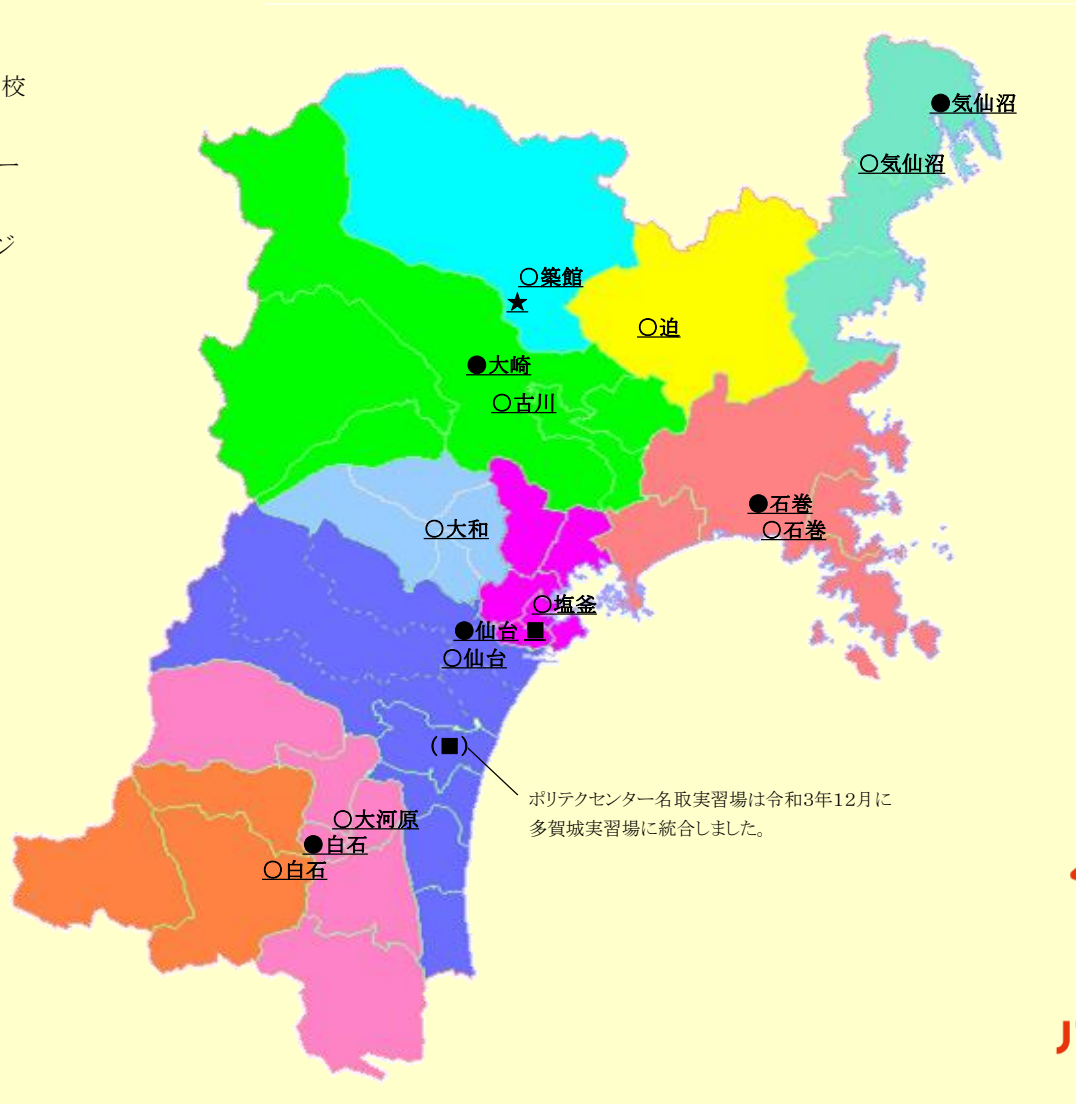 校
ー
ジ
●気仙沼
○気仙沼
○築館
★
○迫
●大崎
○古川
●石巻
○石巻
○大和
○塩釜
●仙台 ■
○仙台
(■)
ポリテクセンター名取実習場は令和3年12月に
多賀城実習場に統合しました。
○大河原
●白石
○白石